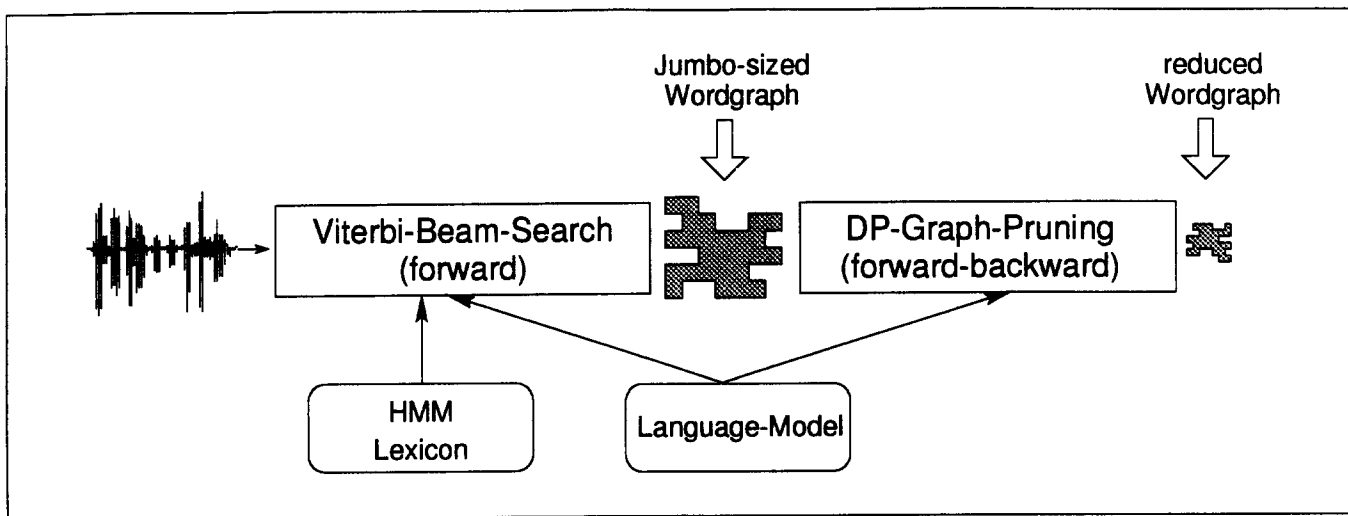 Jumbo-sized
Wordgraph
reduced
Wordgraph
Viterbi-Beam-Search
(forward)
DP-Graph-Pruning
(forward-backward)
HMM
Lexicon
Language-Model